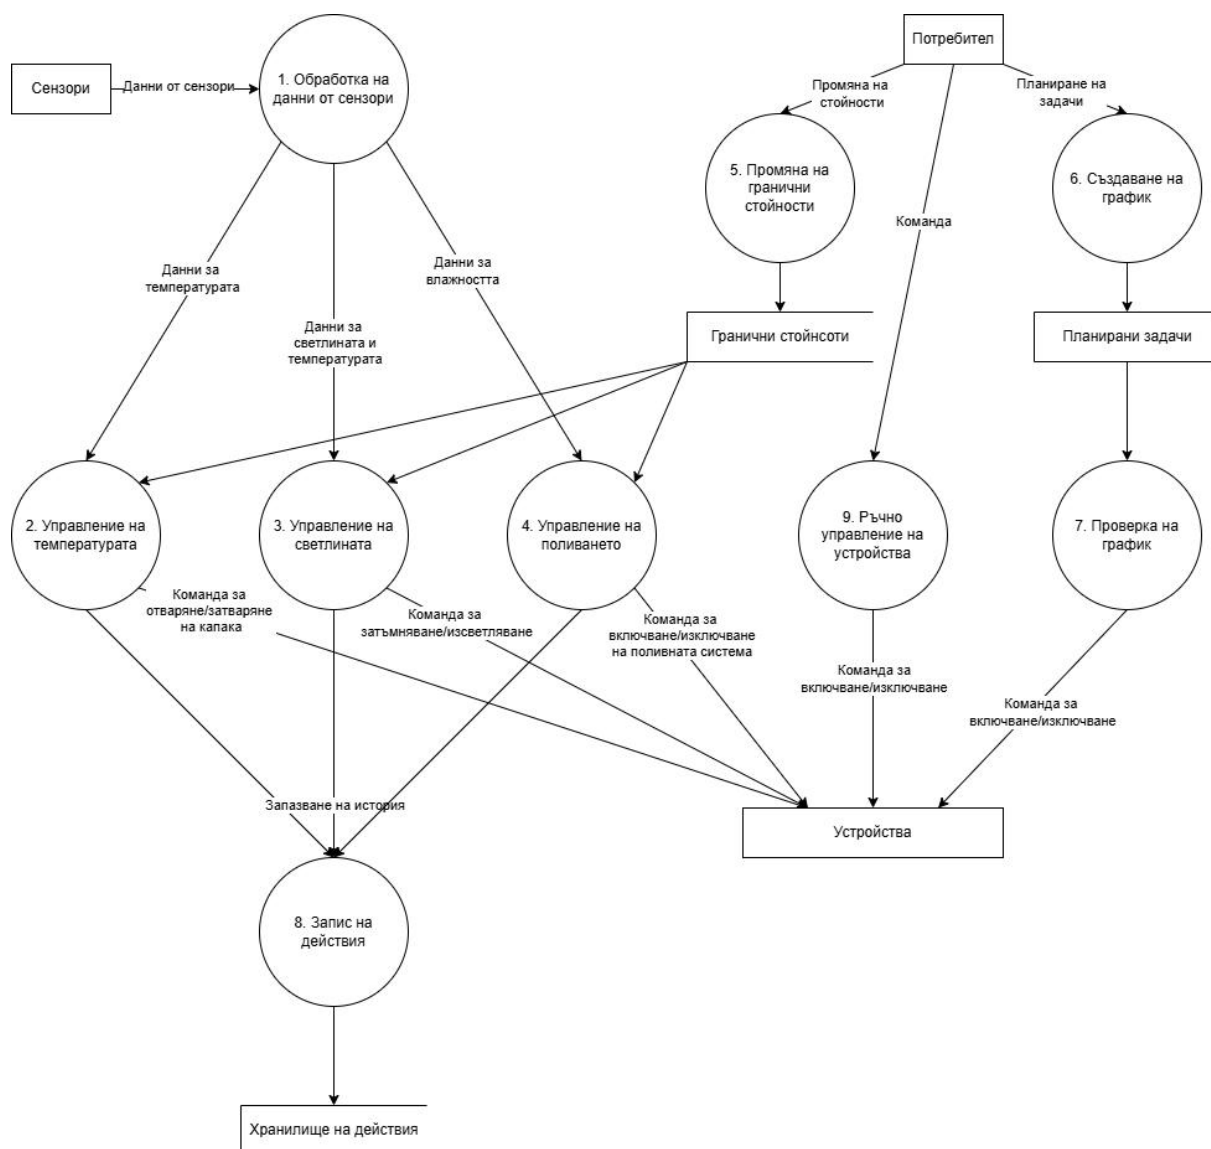 Потребител
Сензори
Данни от сензори
1. Обработка на
данни от сензори
Промяна на
стойности
Планиране на
задачи
5. Промяна на
гранични
стойности
6. Създаване на
график
Команда
Данни за
температурата
Данни за
влажността
Данни за
светлината и
температурата
Гранични стойнсоти
Планирани задачи
2. Управление на
температурата
3. Управление на
светлината
4. Управление на
поливането
9. Ръчно
управление на
устройства
7. Проверка на
график
Команда за
отваряне/затваряне
на капака
Команда за
затъмняване/изсветляване
Команда за
включване/изключване
на поливната система
Команда за
включване/изключване
Команда за
включване/изключване
Запазване на история
Устройства
8. Запис на
действия
Хранилище на действия